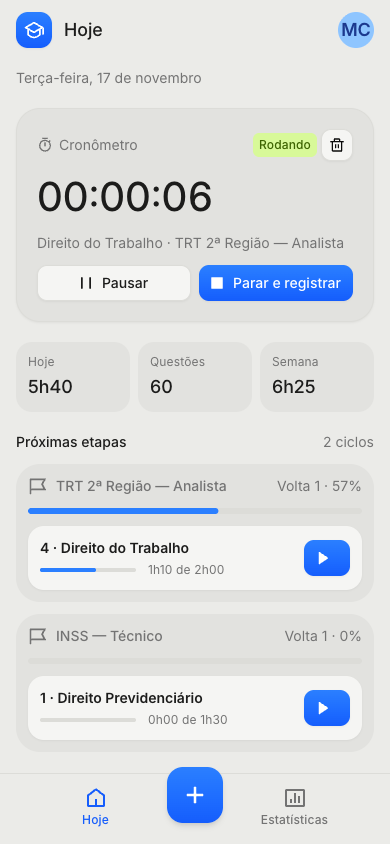 Hoje
MC
Terça-feira, 17 de novembro
Cronômetro
Rodando
00:00:06
Direito do Trabalho · TRT 2ª Região — Analista
Pausar
Parar e registrar
Hoje
5h40
Questões
60
Semana
6h25
Próximas etapas
2 ciclos
TRT 2ª Região — Analista
Volta 1 · 57%
4 · Direito do Trabalho
1h10 de 2h00
INSS — Técnico
Volta 1 · 0%
1 · Direito Previdenciário
0h00 de 1h30
Hoje
Estatísticas